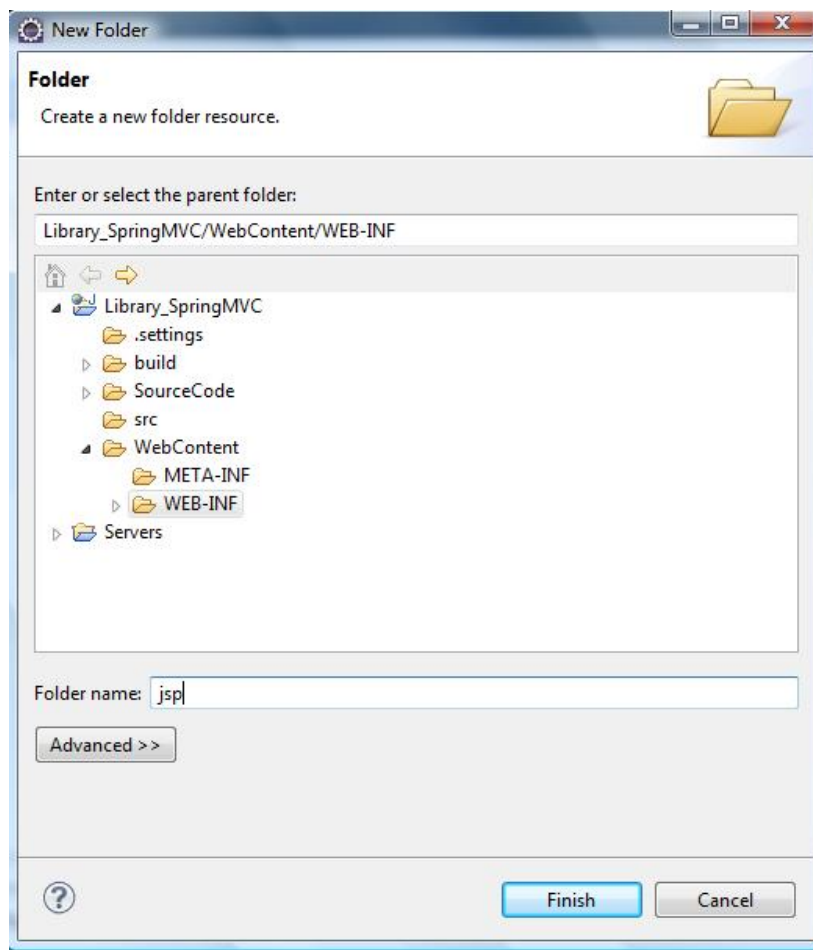 New Folder
Folder
Create a new folder resource.
Enter or select the parent folder:
Library_SpringMVC/WebContent/WEB-INF
Library_SpringMVC
.settings
build
SourceCode
src
WebContent
META-INF
WEB-INF
Servers
Folder name: jsp
Advanced >>
Finish Cancel